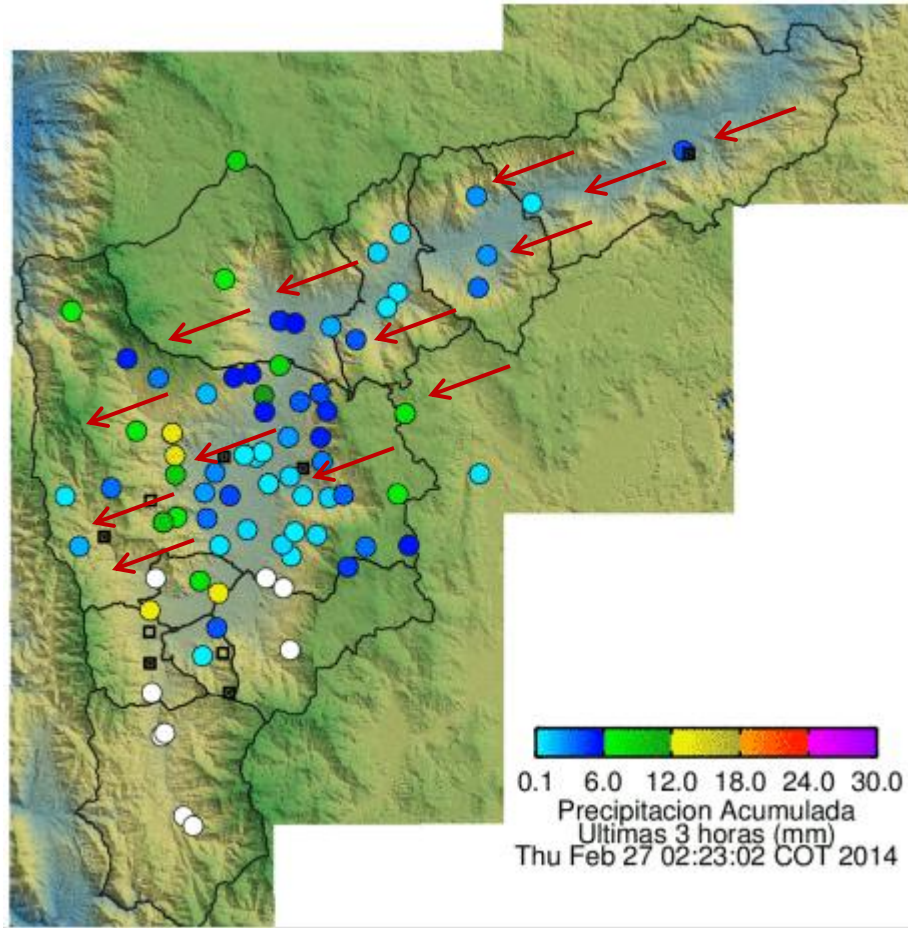 0.1 6.0 12.0 18.0 24.0 30.0
Precipitacion Acumulada
Ultimas 3 horas (mm)
Thu Feb 27 02:23:02 COT 2014